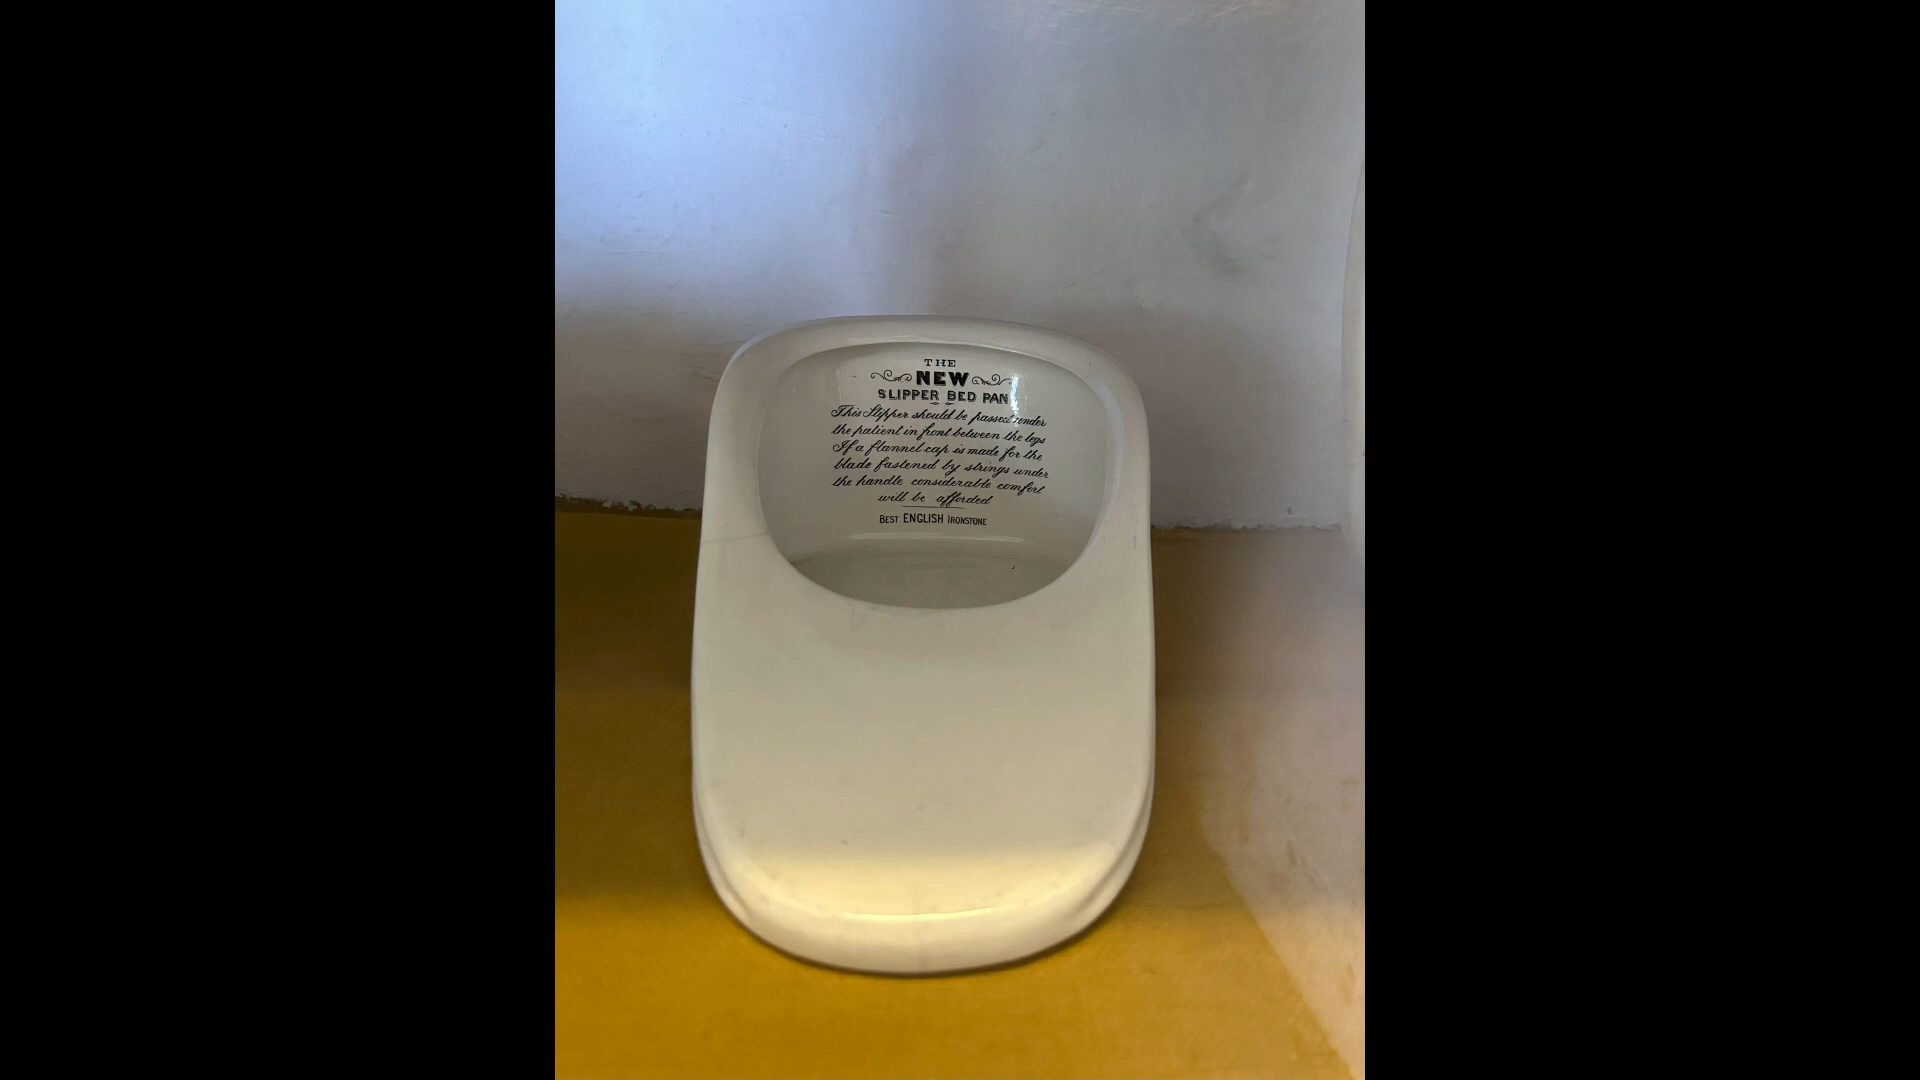 THE
NEW
SLIPPER BED PAN
This Slipper should be passed under
the patient in front between the legs
If a flannel cap is made for the
blade fastened by strings under
the handle considerable comfort
will be afforded
BEST ENGLISH IRONSTONE